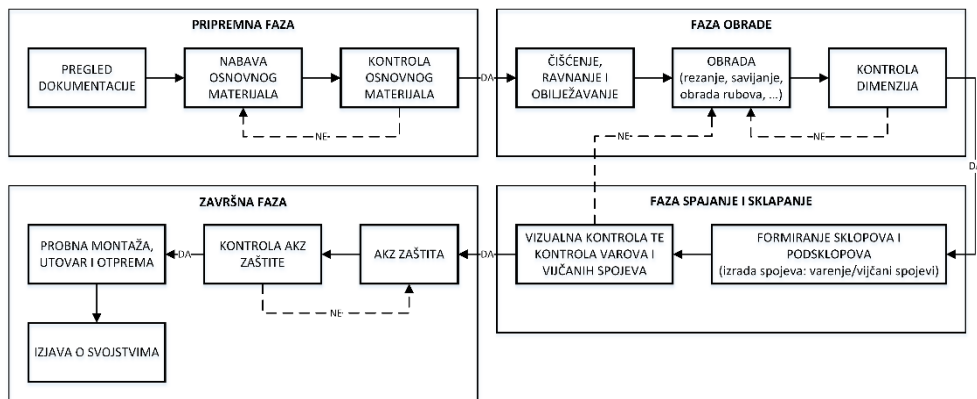 PRIPREMNA FAZA
PREGLED
DOKUMENTACIJE
NABAVA
OSNOVNOG
MATERIJALA
KONTROLA
OSNOVNOG
MATERIJALA
NE
DA
FAZA OBRADE
ČIŠĆENJE,
RAVNANJE I
OBILJEŽAVANJE
OBRADA
(rezanje, savijanje,
obrada rubova, ...)
KONTROLA
DIMENZIJA
NE
NE
DA
FAZA SPAJANJE I SKLAPANJE
FORMIRANJE SKLOPOVA I
PODSKLOPOVA
(izrada spojeva: varenje/vijčani spojevi)
VIZUALNA KONTROLA TE
KONTROLA VAROVA I
VIJČANIH SPOJEVA
DA
ZAVRŠNA FAZA
AKZ ZAŠTITA
KONTROLA AKZ
ZAŠTITE
NE
DA
PROBNA MONTAŽA,
UTOVAR I OTPREMA
IZJAVA O SVOJSTVIMA